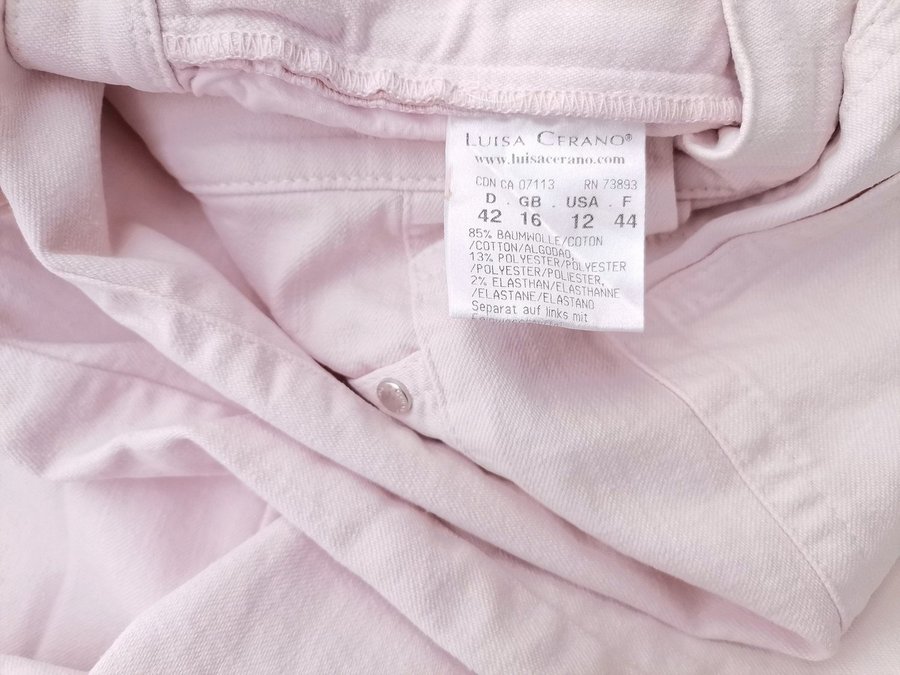 LUISA CERANO®
www.luisacerano.com
CDN CA 07113 RN 73893
D . GB . USA . F
42 16 12 44
85% BAUMWOLLE/COTON
/COTTON/ALGODAO,
13% POLYESTER/POLYESTER
/POLYESTER/POLIESTER,
2% ELASTHAN/ELASTHANNE
/ELASTANE/ELASTANO
Separat auf links mit